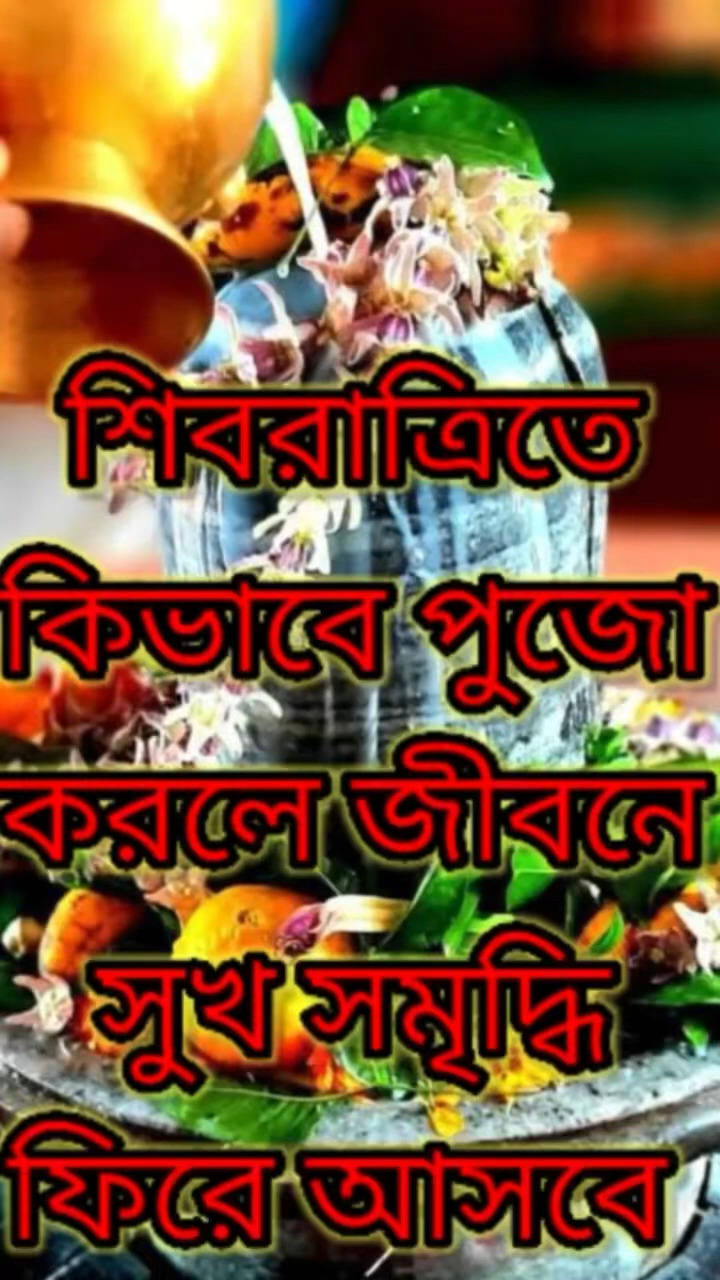 শিবরাত্রিতে
কিভাবে পুজো
করলে জীবনে
সুখ সমৃদ্ধি
ফিরে আসবে